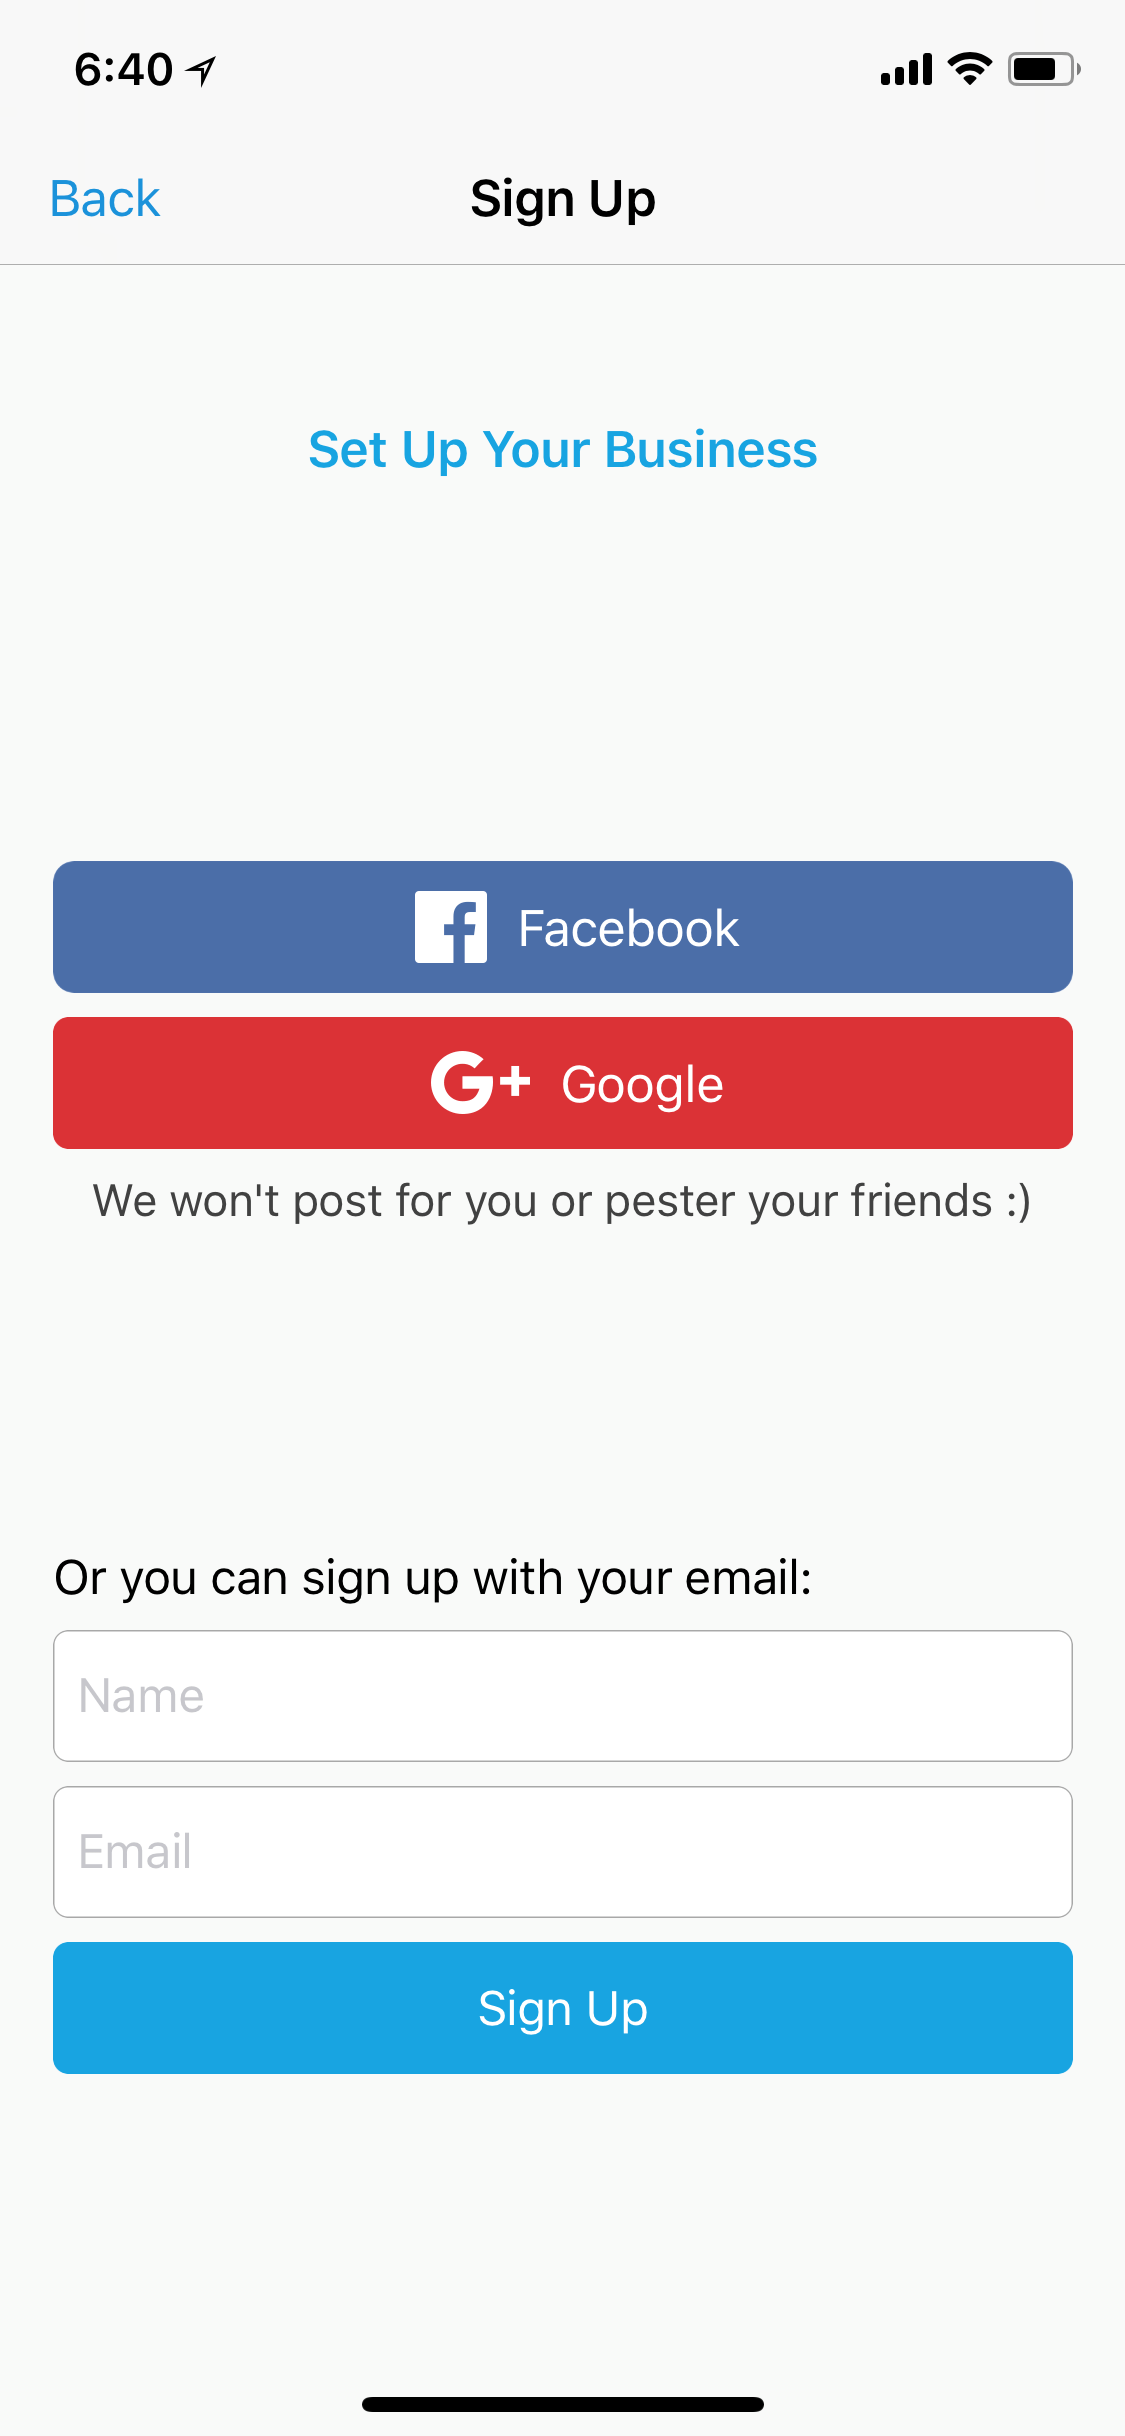 6:40
Back
Sign Up
Set Up Your Business
Facebook
G+ Google
We won't post for you or pester your friends :)
Or you can sign up with your email:
Name
Email
Sign Up